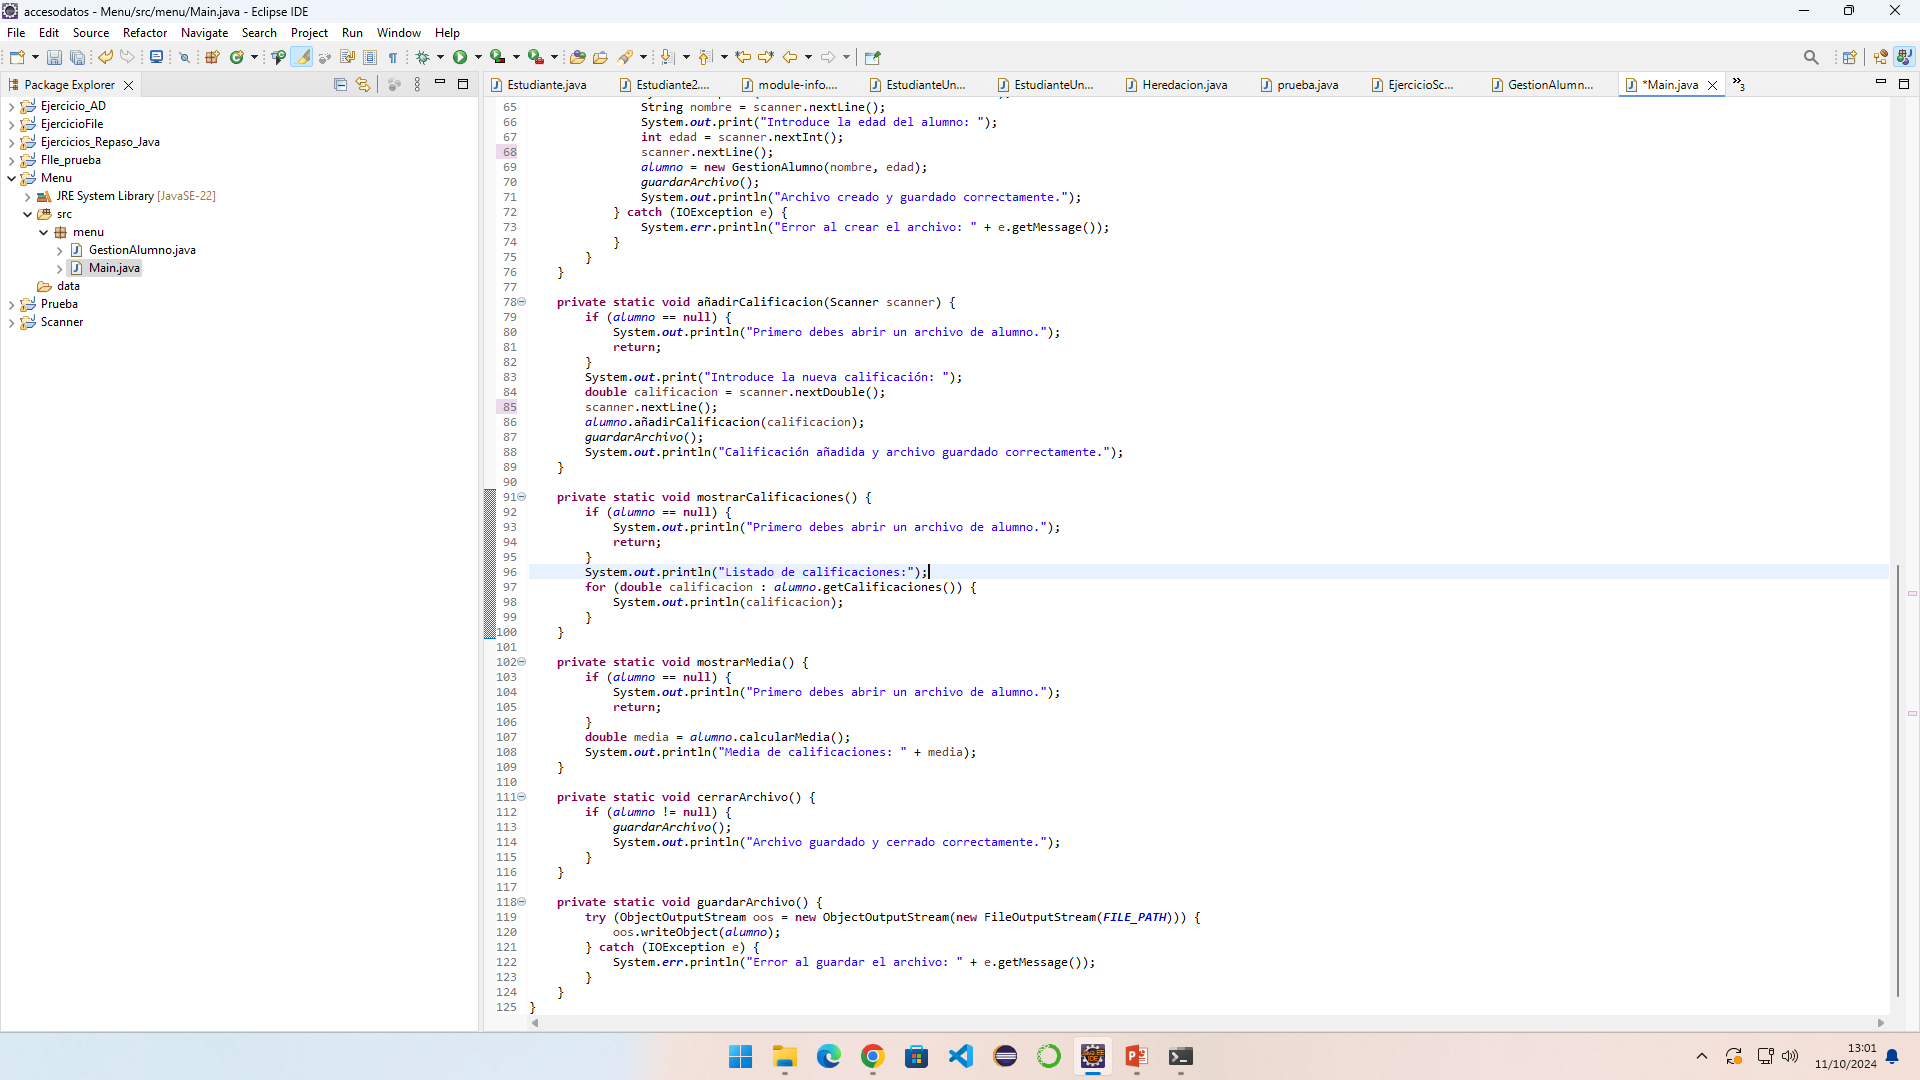 accesodatos - Menu/src/menu/Main.java - Eclipse IDE
File Edit Source Refactor Navigate Search Project Run Window Help
Package Explorer
Ejercicio_AD
EjercicioFile
Ejercicios_Repaso_Java
FIle_prueba
Menu
JRE System Library [JavaSE-22]
src
menu
GestionAlumno.java
Main.java
data
Prueba
Scanner
Estudiante.java Estudiante2.... module-info.... EstudianteUn... EstudianteUn... Heredacion.java prueba.java EjercicioSc... GestionAlumn... *Main.java »3
65 String nombre = scanner.nextLine();
66 System.out.print("Introduce la edad del alumno: ");
67 int edad = scanner.nextInt();
68 scanner.nextLine();
69 alumno = new GestionAlumno(nombre, edad);
70 guardarArchivo();
71 System.out.println("Archivo creado y guardado correctamente.");
72 } catch (IOException e) {
73 System.err.println("Error al crear el archivo: " + e.getMessage());
74 }
75 }
76 }
77
78 private static void añadirCalificacion(Scanner scanner) {
79 if (alumno == null) {
80 System.out.println("Primero debes abrir un archivo de alumno.");
81 return;
82 }
83 System.out.print("Introduce la nueva calificación: ");
84 double calificacion = scanner.nextDouble();
85 scanner.nextLine();
86 alumno.añadirCalificacion(calificacion);
87 guardarArchivo();
88 System.out.println("Calificación añadida y archivo guardado correctamente.");
89 }
90
91 private static void mostrarCalificaciones() {
92 if (alumno == null) {
93 System.out.println("Primero debes abrir un archivo de alumno.");
94 return;
95 }
96 System.out.println("Listado de calificaciones:");
97 for (double calificacion : alumno.getCalificaciones()) {
98 System.out.println(calificacion);
99 }
100 }
101
102 private static void mostrarMedia() {
103 if (alumno == null) {
104 System.out.println("Primero debes abrir un archivo de alumno.");
105 return;
106 }
107 double media = alumno.calcularMedia();
108 System.out.println("Media de calificaciones: " + media);
109 }
110
111 private static void cerrarArchivo() {
112 if (alumno != null) {
113 guardarArchivo();
114 System.out.println("Archivo guardado y cerrado correctamente.");
115 }
116 }
117
118 private static void guardarArchivo() {
119 try (ObjectOutputStream oos = new ObjectOutputStream(new FileOutputStream(FILE_PATH))) {
120 oos.writeObject(alumno);
121 } catch (IOException e) {
122 System.err.println("Error al guardar el archivo: " + e.getMessage());
123 }
124 }
125 }
13:01
11/10/2024